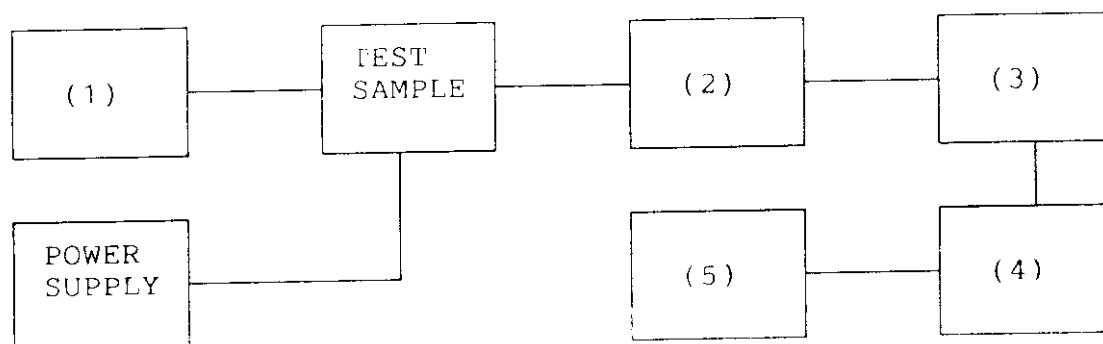 (1)
TEST
SAMPLE
(2)
(3)
POWER
SUPPLY
(5)
(4)